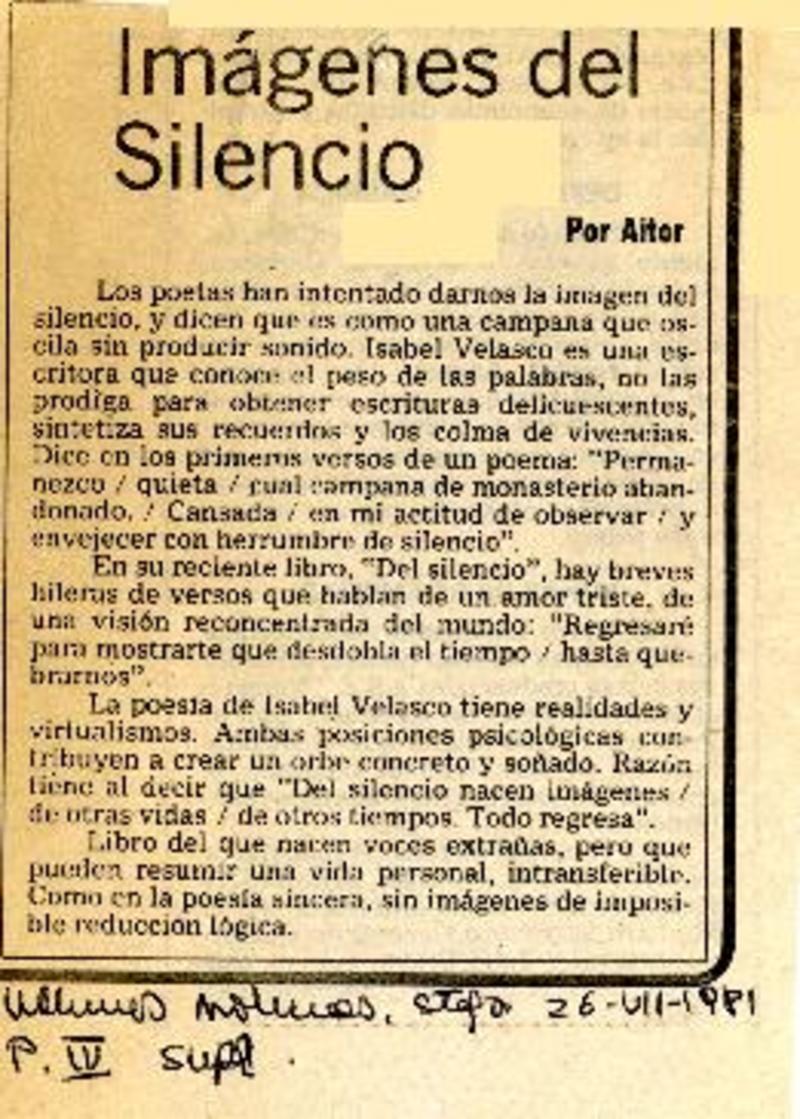 Imágenes del
Silencio
Por Aitor
Los poetas han intentado darnos la imagen del
silencio, y dicen que es como una campana que os-
cila sin producir sonido. Isabel Velasco es una es-
critora que conoce el peso de las palabras, no las
prodiga para obtener escrituras delicuescentes,
sintetiza sus recuerdos y los colma de vivencias.
Dice en los primeros versos de un poema: "Perma-
nezco / quieta / cual campana de monasterio aban-
donado. / Cansada / en mi actitud de observar / y
envejecer con herrumbre de silencio".
En su reciente libro, "Del silencio", hay breves
hileras de versos que hablan de un amor triste, de
una visión reconcentrada del mundo: "Regresaré
para mostrarte que desdobla el tiempo / hasta que-
brarnos".
La poesía de Isabel Velasco tiene realidades y
virtualismos. Ambas posiciones psicológicas con-
tribuyen a crear un orbe concreto y soñado. Razón
tiene al decir que "Del silencio nacen imágenes /
de otras vidas / de otros tiempos. Todo regresa".
Libro del que nacen voces extrañas, pero que
pueden resumir una vida personal, intransferible.
Como en la poesía sincera, sin imágenes de imposi-
ble reducción lógica.
Últimas Noticias, Stgo 26-VII-1981
P. IV Supl.